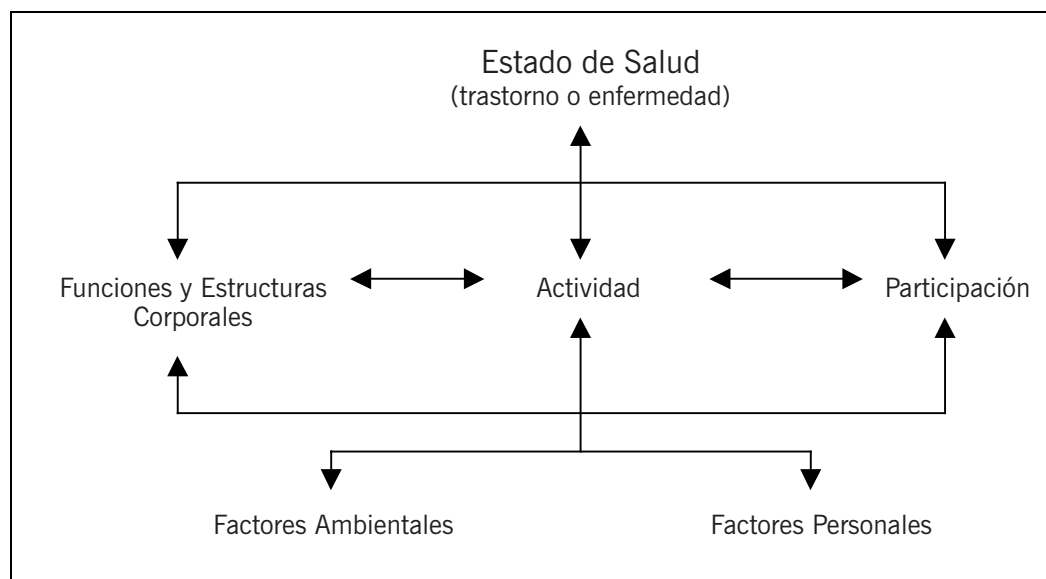 Estado de Salud
(trastorno o enfermedad)
Funciones y Estructuras
Corporales
Actividad
Participación
Factores Ambientales
Factores Personales